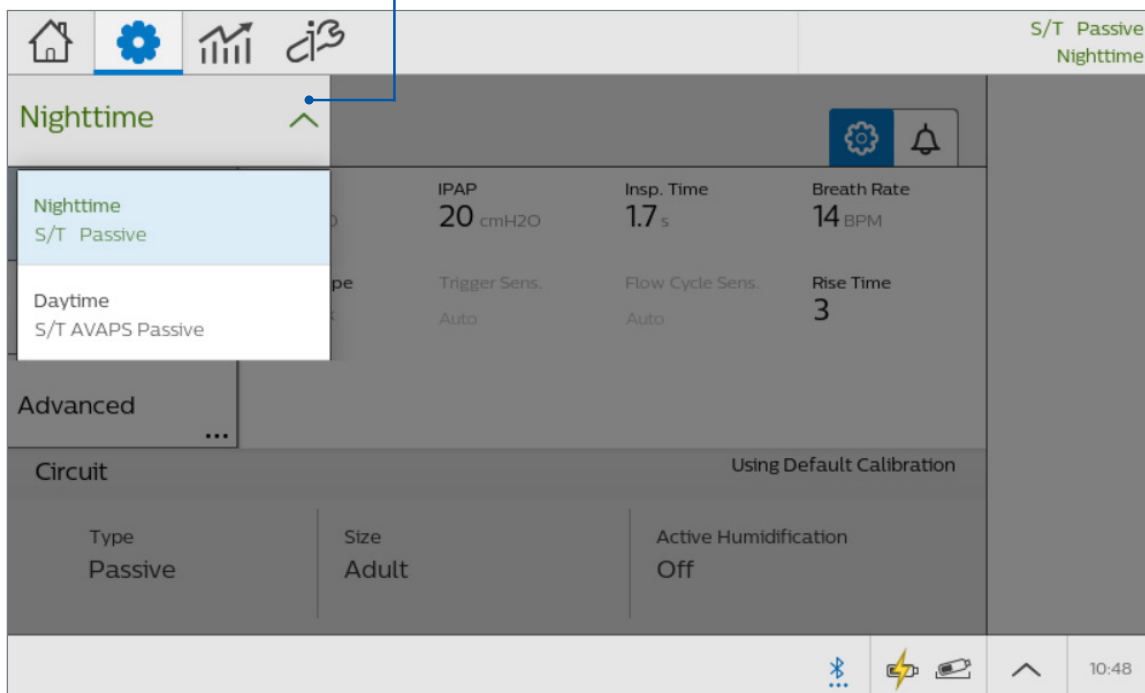 S/T Passive
Nighttime
Nighttime
Nighttime
S/T Passive
Daytime
S/T AVAPS Passive
IPAP
20 cmH2O
Insp. Time
1.7 s
Breath Rate
14 BPM
pe
Trigger Sens.
Auto
Flow Cycle Sens.
Auto
Rise Time
3
Advanced
...
Circuit
Using Default Calibration
Type
Passive
Size
Adult
Active Humidification
Off
10:48